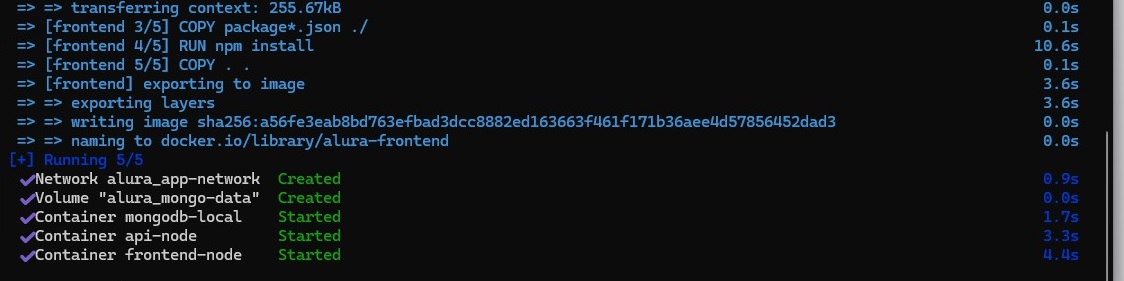 => => transferring context: 255.67kB 0.0s
=> [frontend 3/5] COPY package*.json ./ 0.1s
=> [frontend 4/5] RUN npm install 10.6s
=> [frontend 5/5] COPY . . 0.1s
=> [frontend] exporting to image 3.6s
=> => exporting layers 3.6s
=> => writing image sha256:a56fe3eab8bd763efbad3dcc8882ed163663f461f171b36aee4d57856452dad3 0.0s
=> => naming to docker.io/library/alura-frontend 0.0s
[+] Running 5/5
✔Network alura_app-network Created 0.9s
✔Volume "alura_mongo-data" Created 0.0s
✔Container mongodb-local Started 1.7s
✔Container api-node Started 3.3s
✔Container frontend-node Started 4.4s